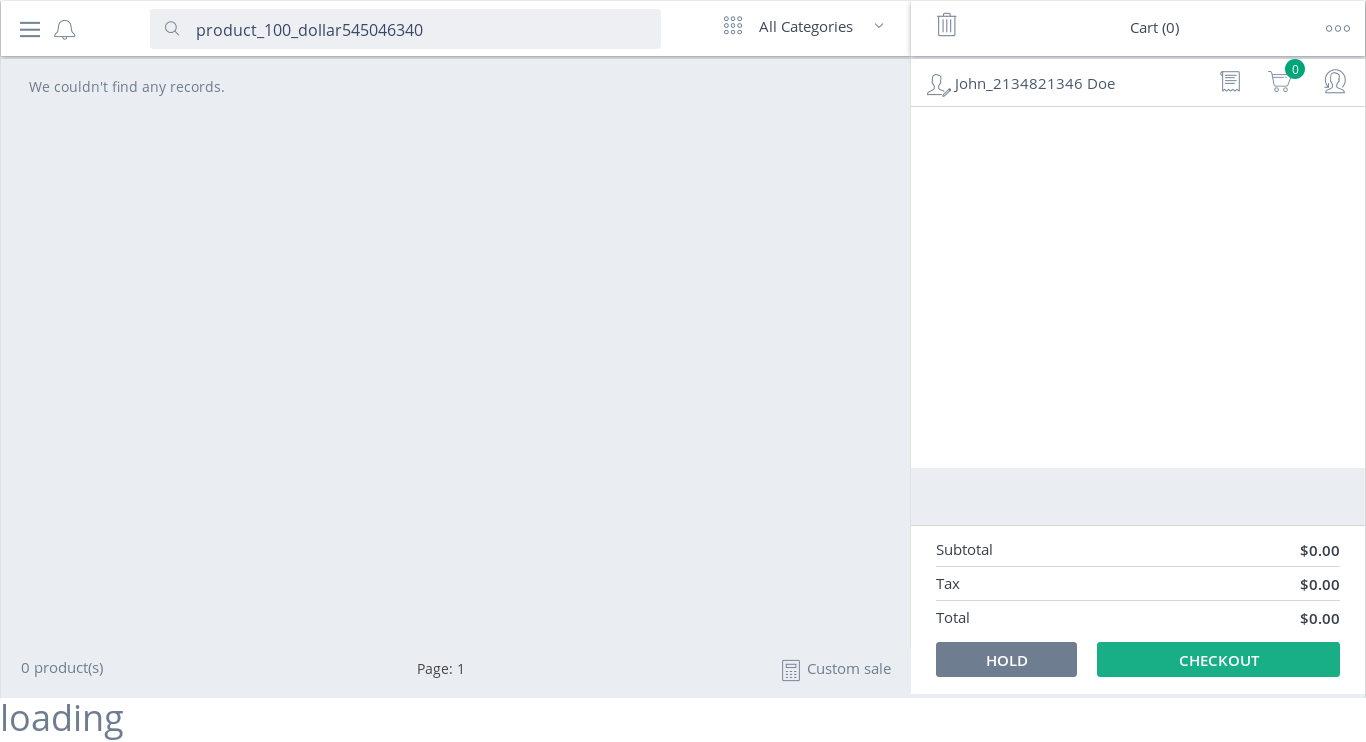 product_100_dollar545046340
All Categories
Cart (0)
We couldn't find any records.
John_2134821346 Doe
0
Subtotal $0.00
Tax $0.00
Total $0.00
HOLD CHECKOUT
0 product(s) Page: 1 Custom sale
loading